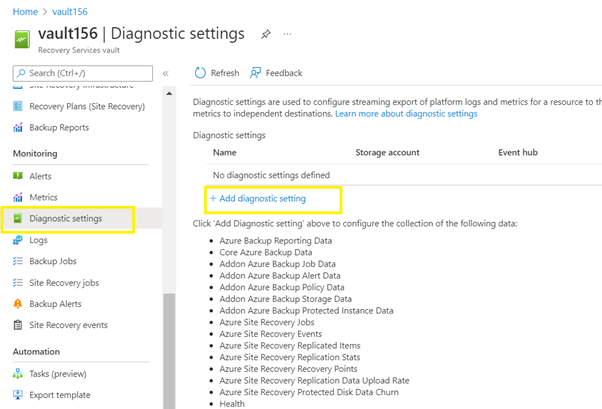 Home > vault156 >
vault156 | Diagnostic settings
Recovery Services vault
Search (Ctrl+/)
Refresh
Feedback
Site Recovery infrastructure
Recovery Plans (Site Recovery)
Backup Reports
Monitoring
Alerts
Metrics
Diagnostic settings
Logs
Backup Jobs
Site Recovery jobs
Backup Alerts
Site Recovery events
Automation
Tasks (preview)
Export template
Diagnostic settings are used to configure streaming export of platform logs and metrics for a resource to th
metrics to independent destinations. Learn more about diagnostic settings
Diagnostic settings
Name Storage account Event hub
No diagnostic settings defined
+ Add diagnostic setting
Click 'Add Diagnostic setting' above to configure the collection of the following data:
• Azure Backup Reporting Data
• Core Azure Backup Data
• Addon Azure Backup Job Data
• Addon Azure Backup Alert Data
• Addon Azure Backup Policy Data
• Addon Azure Backup Storage Data
• Addon Azure Backup Protected Instance Data
• Azure Site Recovery Jobs
• Azure Site Recovery Events
• Azure Site Recovery Replicated Items
• Azure Site Recovery Replication Stats
• Azure Site Recovery Recovery Points
• Azure Site Recovery Replication Data Upload Rate
• Azure Site Recovery Protected Disk Data Churn
• Health